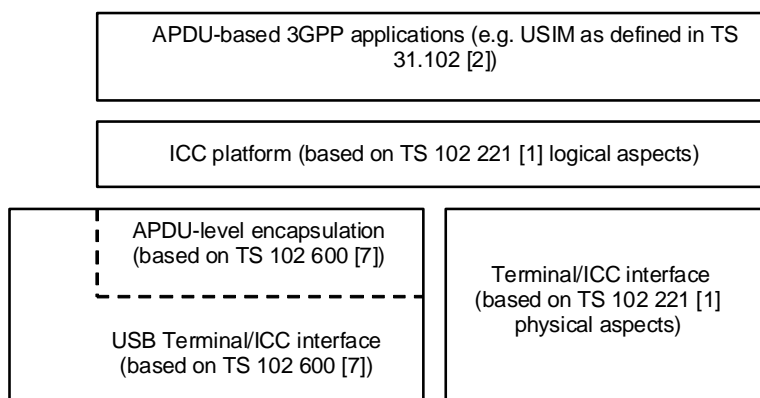 APDU-based 3GPP applications (e.g. USIM as defined in TS
31.102 [2])
ICC platform (based on TS 102 221 [1] logical aspects)
APDU-level encapsulation
(based on TS 102 600 [7])
USB Terminal/ICC interface
(based on TS 102 600 [7])
Terminal/ICC interface
(based on TS 102 221 [1]
physical aspects)